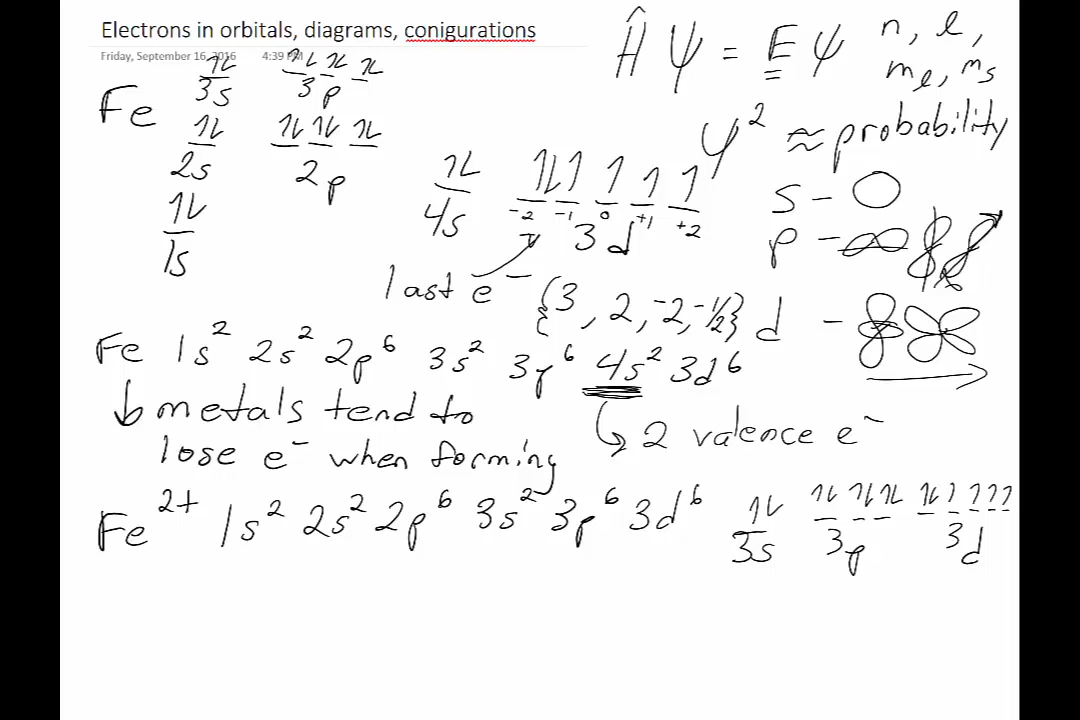 Electrons in orbitals, diagrams, conigurations
Friday, September 16, 2016 4:39 PM
Ĥ ψ = E ψ n, l, ml, ms
ψ² ≈ probability
Fe
1s
2s 2p
3s 3p
4s 3d
-2 -1 0 +1 +2
last e⁻ {3, 2, -2, -1/2}
s -
p -
d -
Fe 1s² 2s² 2p⁶ 3s² 3p⁶ 4s² 3d⁶
2 valence e⁻
metals tend to
lose e⁻ when forming
Fe²⁺ 1s² 2s² 2p⁶ 3s² 3p⁶ 3d⁶
3s 3p 3d